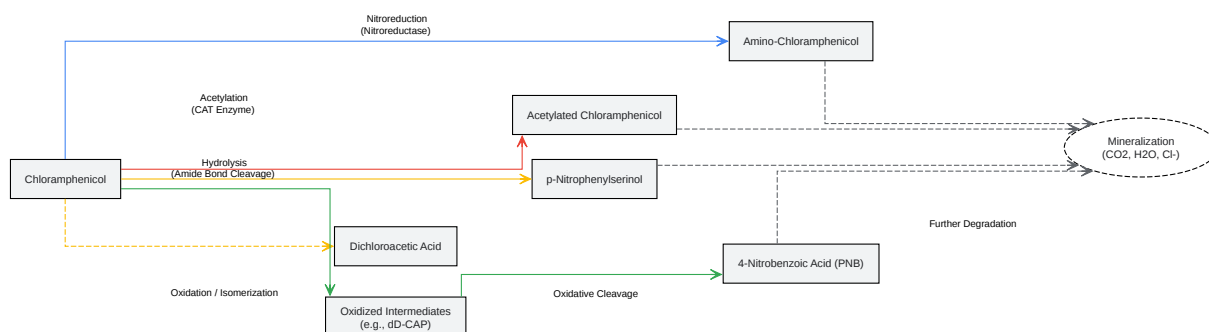 Nitroreduction
(Nitroreductase)
Amino-Chloramphenicol
Acetylation
(CAT Enzyme)
Acetylated Chloramphenicol
Mineralization
(CO2, H2O, Cl-)
Hydrolysis
(Amide Bond Cleavage)
Chloramphenicol
p-Nitrophenylserinol
Further Degradation
Dichloroacetic Acid
4-Nitrobenzoic Acid (PNB)
Oxidation / Isomerization
Oxidative Cleavage
Oxidized Intermediates
(e.g., dD-CAP)